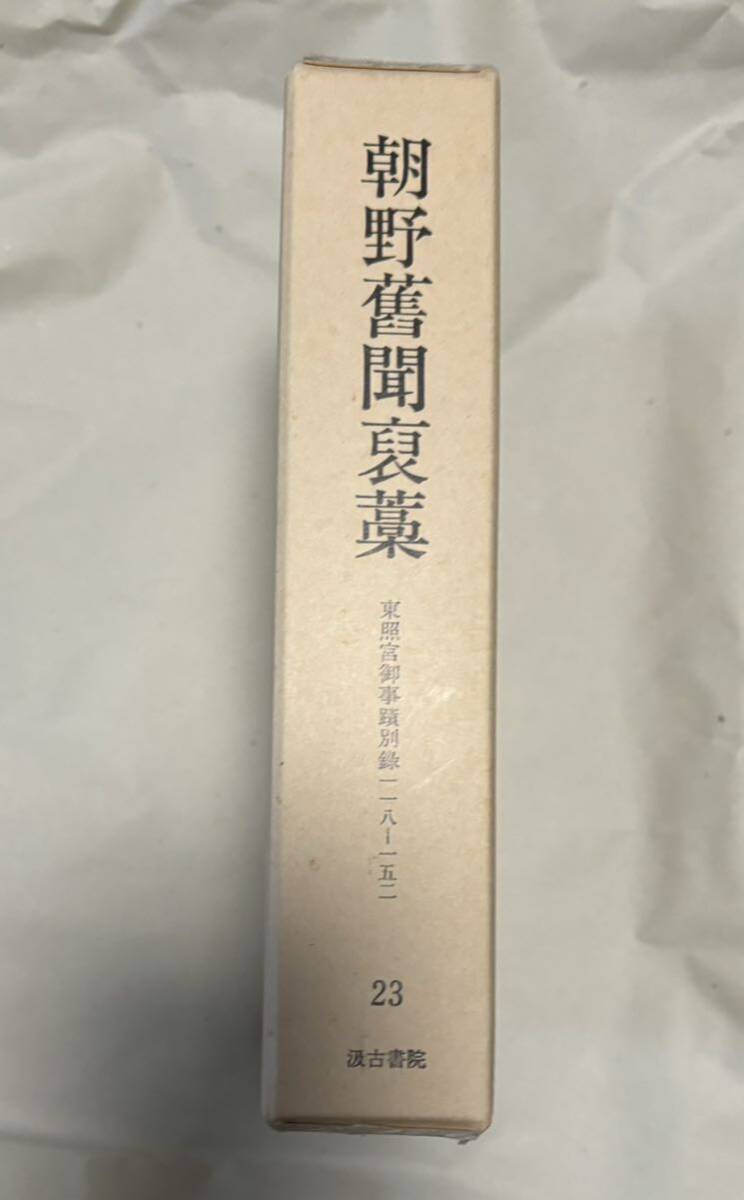 朝野舊聞裒藁
東照宮御事蹟別錄一一八ー一五二
23
汲古書院